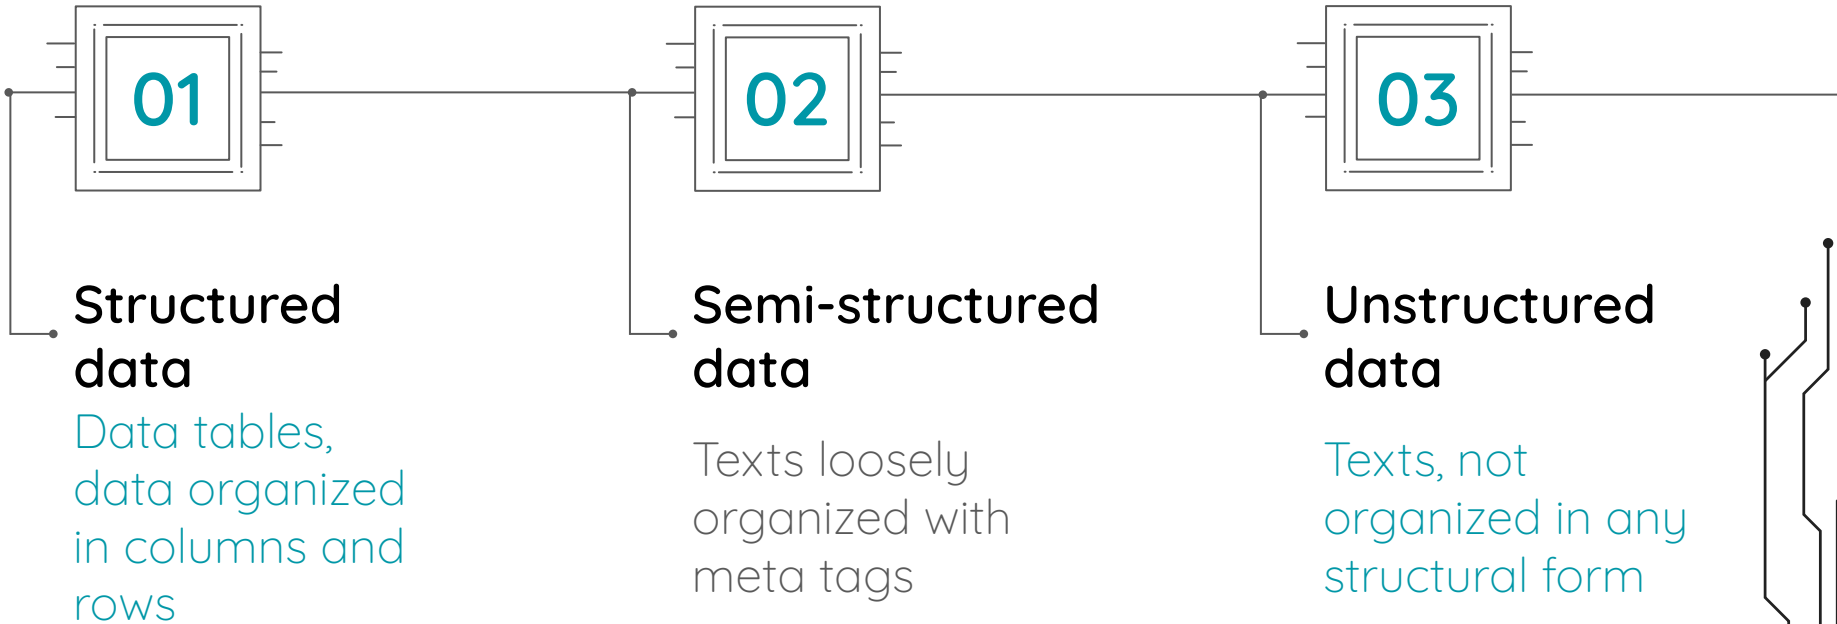 01
Structured
data
Data tables,
data organized
in columns and
rows
02
Semi-structured
data
Texts loosely
organized with
meta tags
03
Unstructured
data
Texts, not
organized in any
structural form